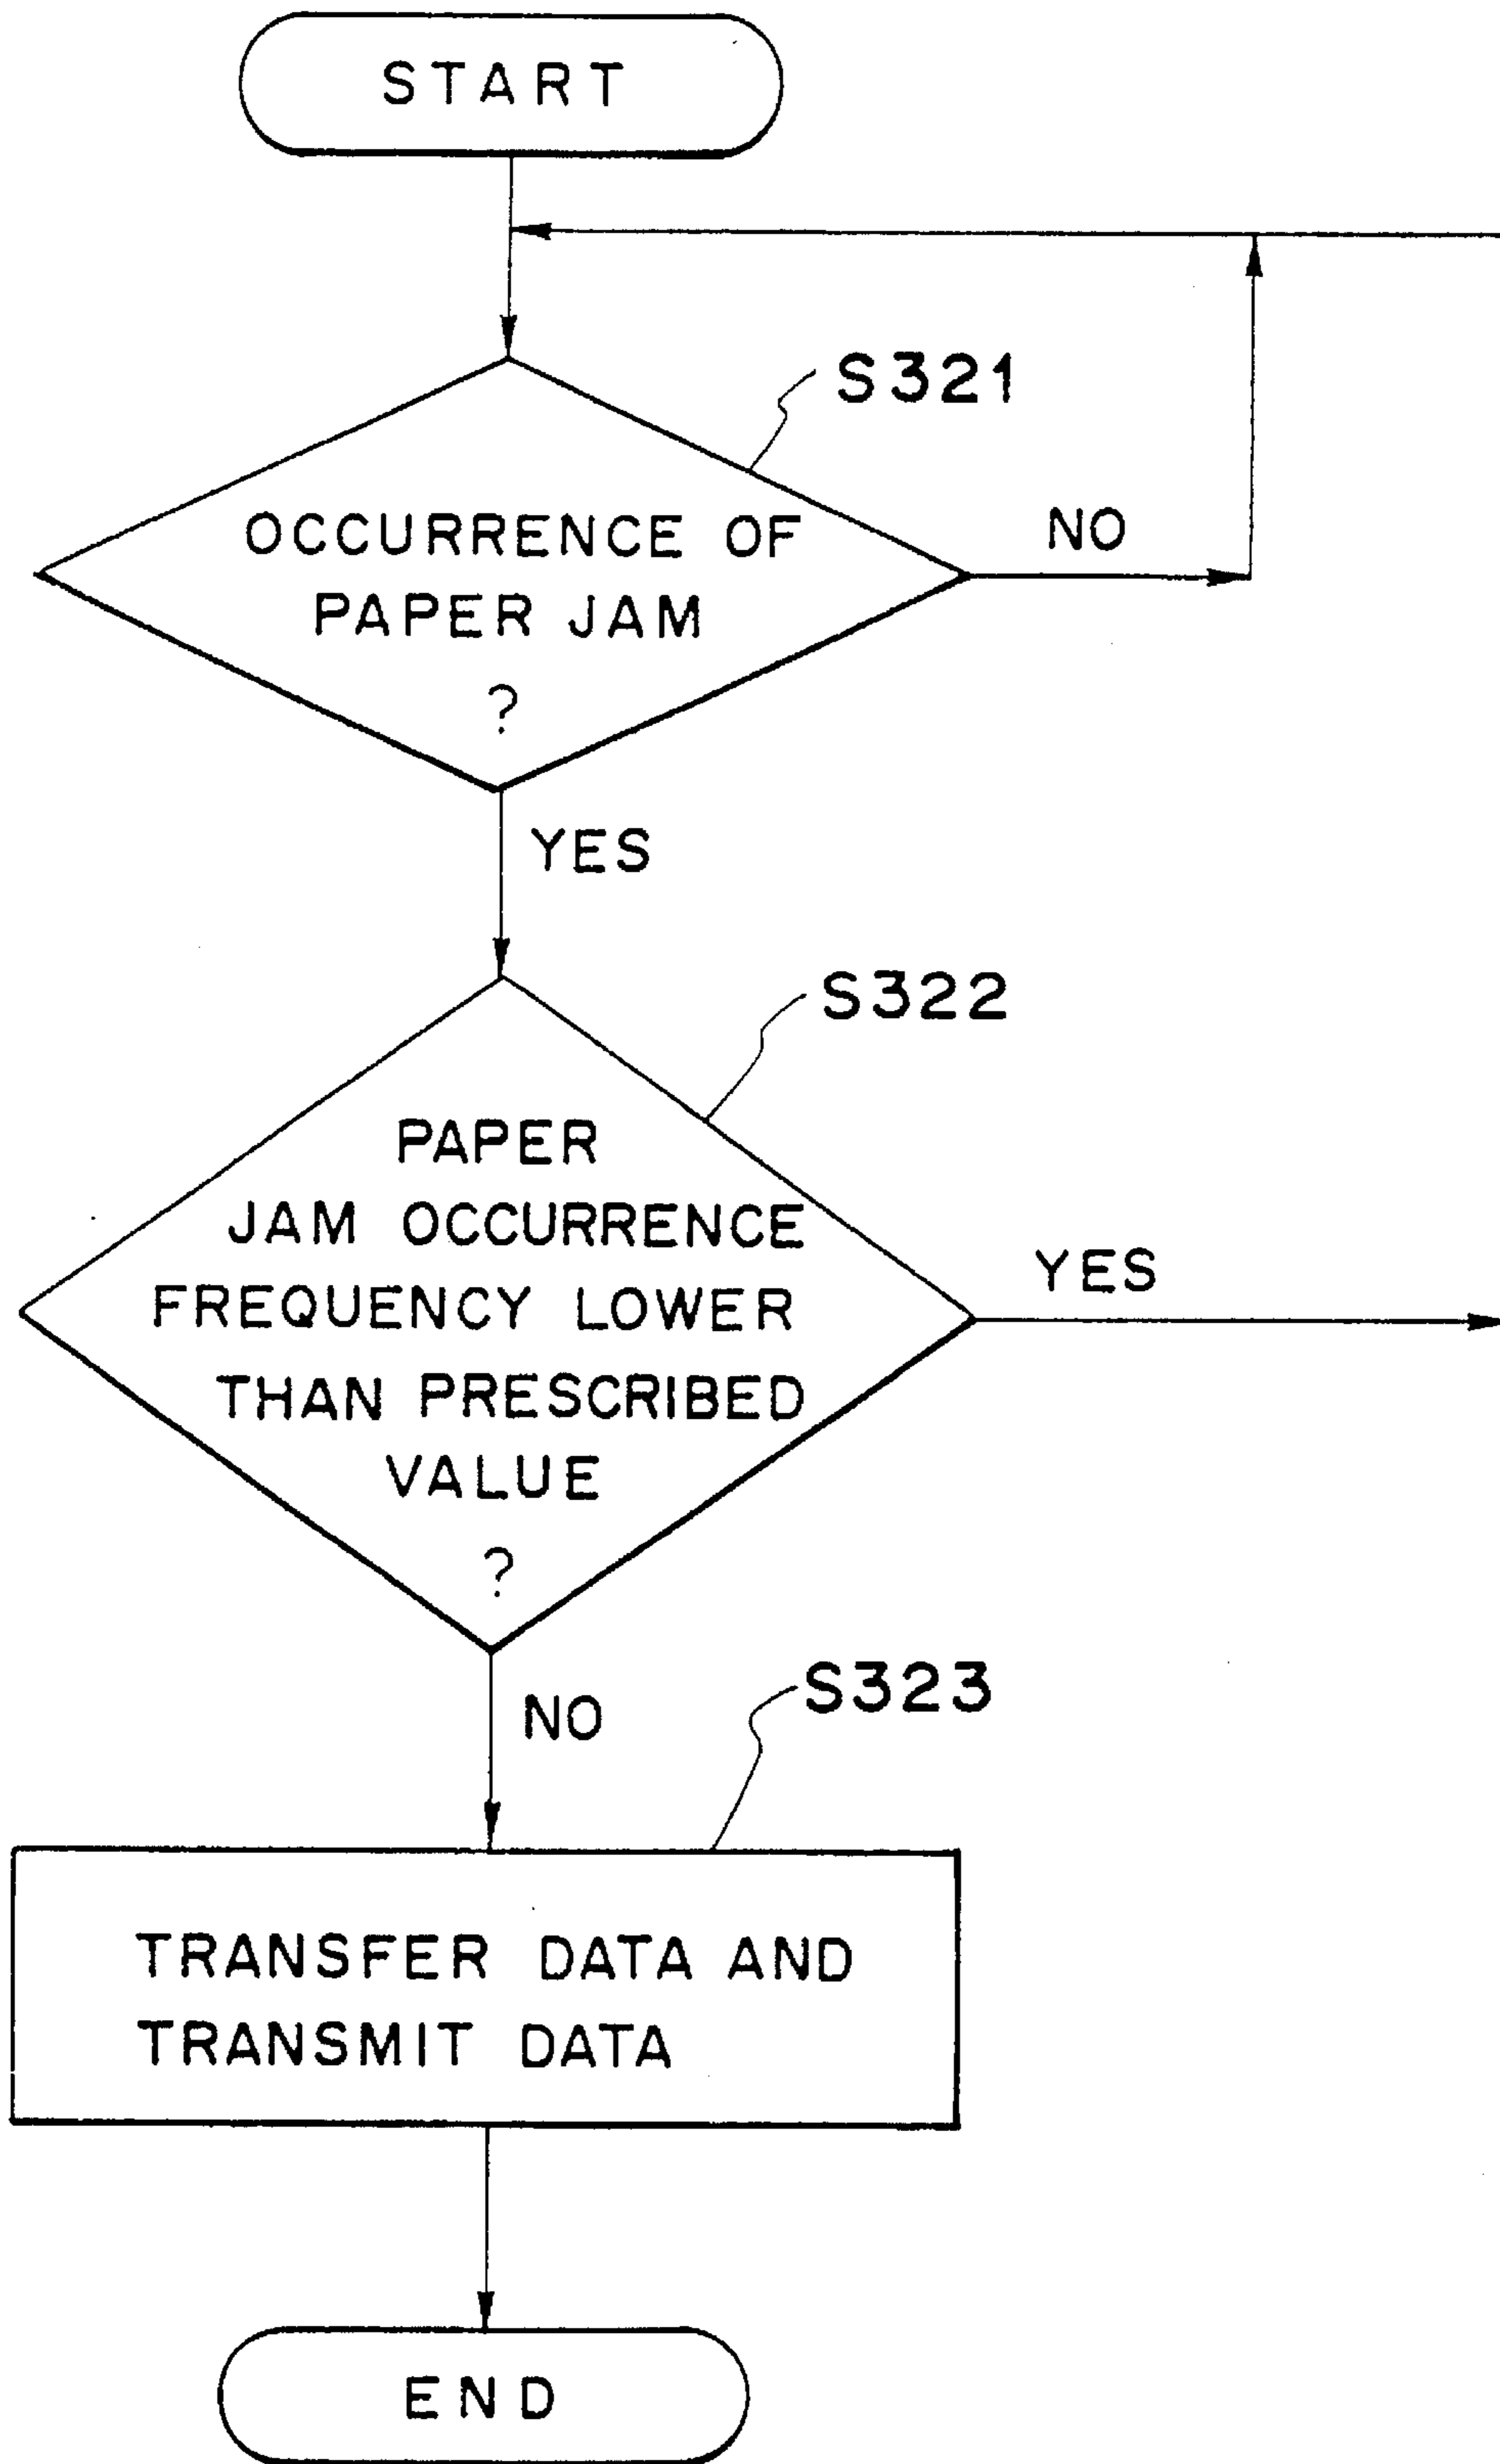 START
S321
OCCURRENCE OF
PAPER JAM
?
NO
YES
S322
PAPER
JAM OCCURRENCE
FREQUENCY LOWER
THAN PRESCRIBED
VALUE
?
YES
NO
S323
TRANSFER DATA AND
TRANSMIT DATA
END